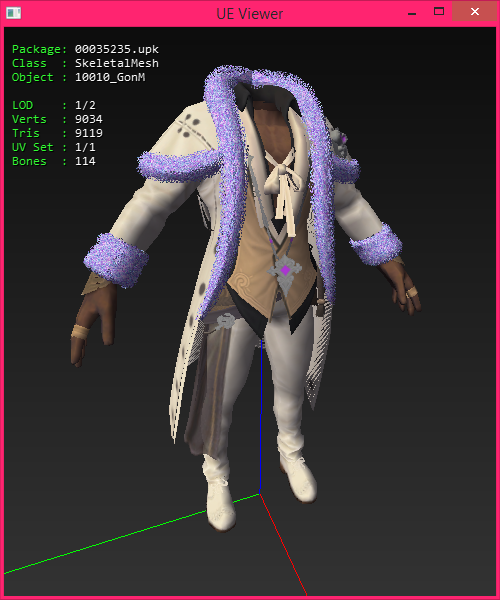 UE Viewer
Package: 00035235.upk
Class  : SkeletalMesh
Object : 10010_GonM
LOD    : 1/2
Verts  : 9034
Tris   : 9119
UV Set : 1/1
Bones  : 114